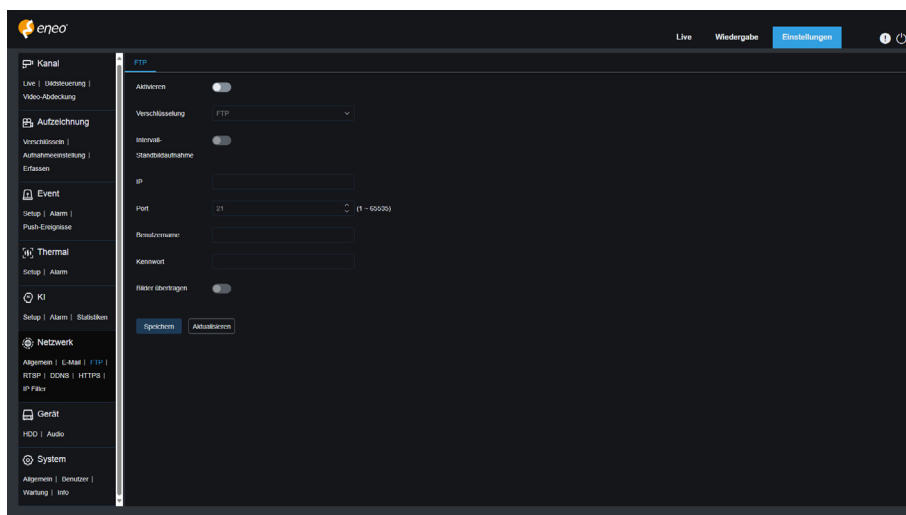 eneo
Live Wiedergabe Einstellungen
Kanal
Live | Bildsteuerung |
Video-Abdeckung
Aufzeichnung
Verschlüsseln |
Aufnahmeeinstellung |
Erfassen
Event
Setup | Alarm |
Push-Ereignisse
Thermal
Setup | Alarm
KI
Setup | Alarm | Statistiken
Netzwerk
Allgemein | E-Mail | FTP |
RTSP | DDNS | HTTPS |
IP Filter
Gerät
HDD | Audio
System
Allgemein | Benutzer |
Wartung | Info
FTP
Aktivieren
Verschlüsselung FTP
Intervall-
Standbildaufnahme
IP
Port 21 (1 ~ 65535)
Benutzername
Kennwort
Bilder übertragen
Speichern Aktualisieren